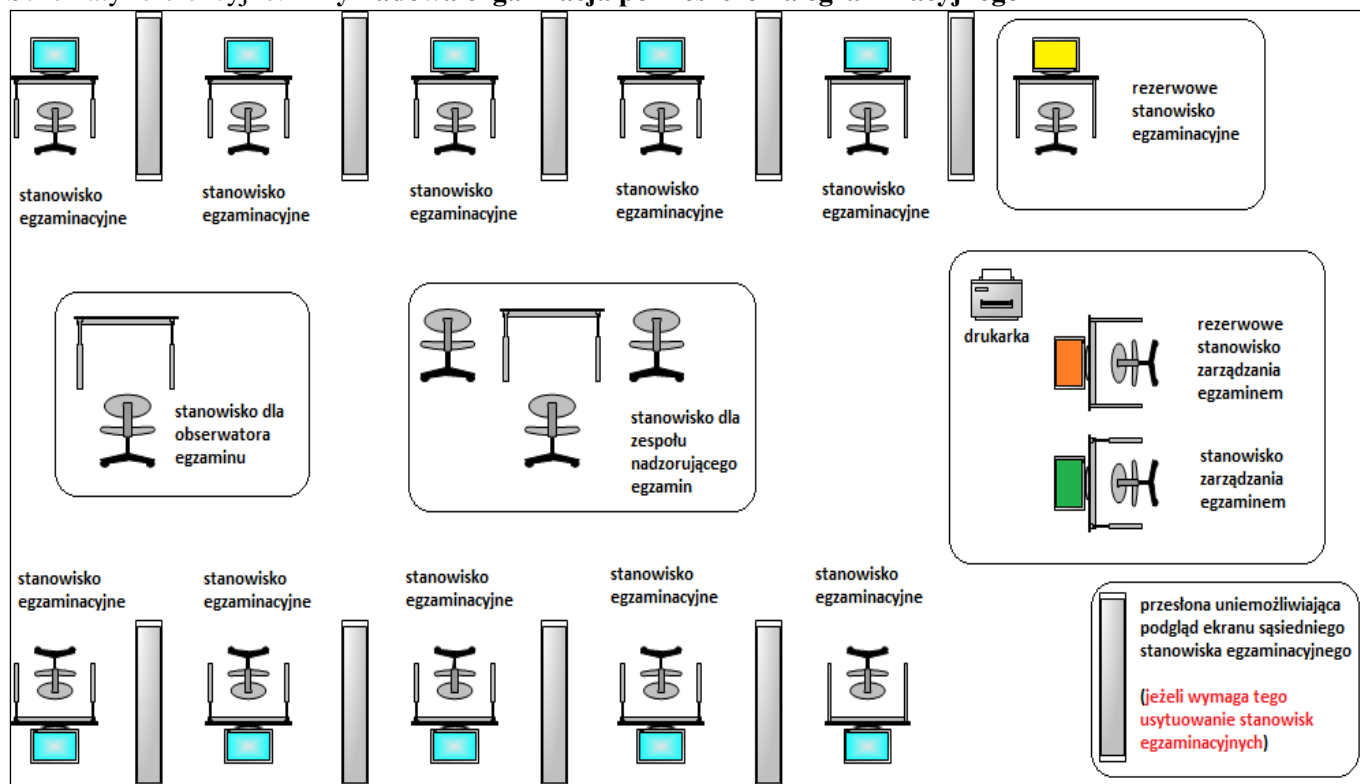 stanowisko
egzaminacyjne
stanowisko
egzaminacyjne
stanowisko
egzaminacyjne
stanowisko
egzaminacyjne
stanowisko
egzaminacyjne
rezerwowe
stanowisko
egzaminacyjne
stanowisko dla
obserwatora
egzaminu
stanowisko dla
zespołu
nadzorującego
egzamin
drukarka
rezerwowe
stanowisko
zarządzania
egzaminem
stanowisko
zarządzania
egzaminem
stanowisko
egzaminacyjne
stanowisko
egzaminacyjne
stanowisko
egzaminacyjne
stanowisko
egzaminacyjne
stanowisko
egzaminacyjne
przesłona uniemożliwiająca
podgląd ekranu sąsiedniego
stanowiska egzaminacyjnego
(jeżeli wymaga tego
usytuowanie stanowisk
egzaminacyjnych)